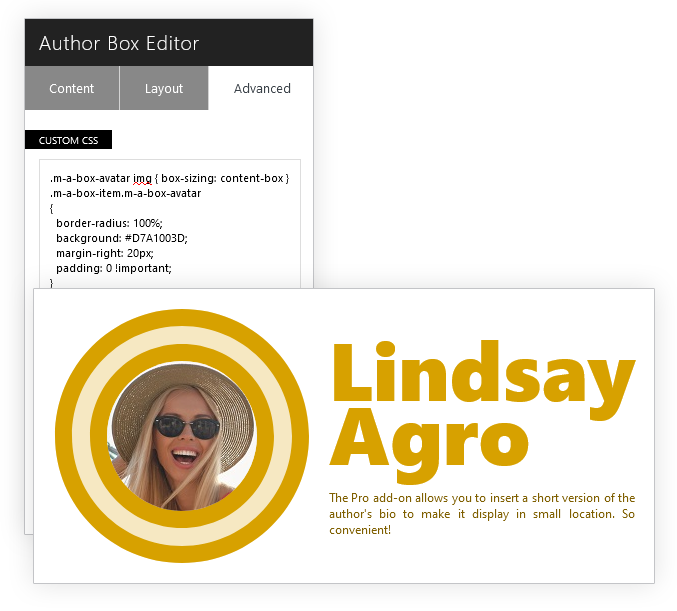 Author Box Editor
Content Layout Advanced
CUSTOM CSS
.m-a-box-avatar img { box-sizing: content-box }
.m-a-box-item.m-a-box-avatar
{
border-radius: 100%;
background: #D7A1003D;
margin-right: 20px;
padding: 0 !important;
}
Lindsay
Agro
The Pro add-on allows you to insert a short version of the
author's bio to make it display in small location. So
convenient!